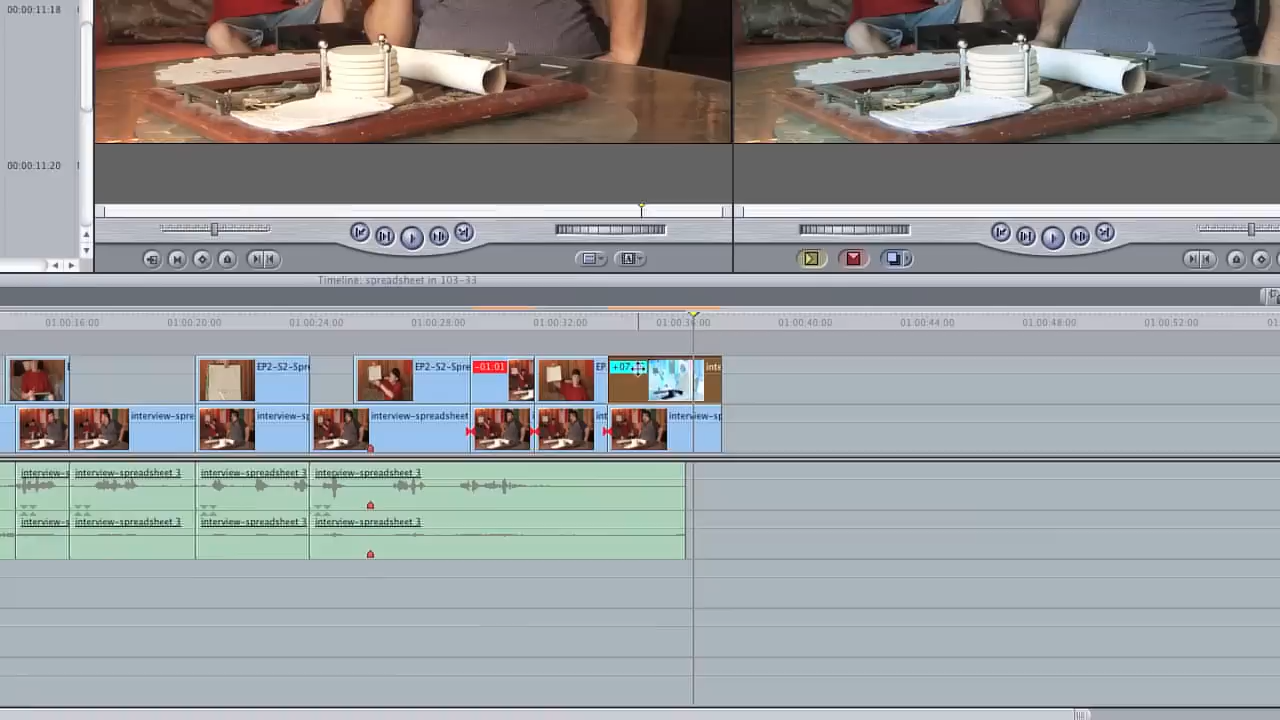 00:00:11:18
00:00:11:20
Timeline: spreadsheet in 103-33
01:00:16:00 01:00:20:00 01:00:24:00 01:00:28:00 01:00:32:00 01:00:36:00 01:00:40:00 01:00:44:00 01:00:48:00 01:00:52:00
EP2-S2-Spr EP2-S2-Spre -01:01 EP +07 inte
interview-spre interview-sp interview-spreadsheet int interview-sp
interview-s interview-spreadsheet 3 interview-spreadsheet 3 interview-spreadsheet 3
interview-s interview-spreadsheet 3 interview-spreadsheet 3 interview-spreadsheet 3